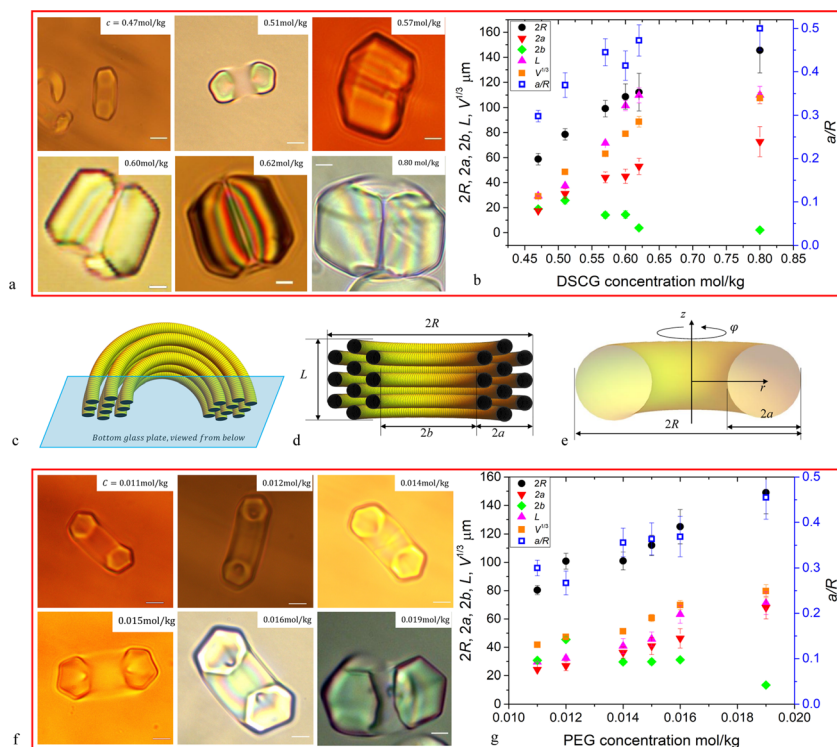 c = 0.47mol/kg
0.51mol/kg
0.57mol/kg
0.60mol/kg
0.62mol/kg
0.80 mol/kg
a
2R, 2a, 2b, L, V^1/3 μm
160
140
120
100
80
60
40
20
0
2R
2a
2b
L
V^1/3
a/R
0.5
0.4
0.3
0.2
0.1
0.0
a/R
0.45 0.50 0.55 0.60 0.65 0.70 0.75 0.80 0.85
b DSCG concentration mol/kg
Bottom glass plate, viewed from below
c
2R
L
2b 2a
d
z
φ
r
2a
2R
e
C = 0.011mol/kg
0.012mol/kg
0.014mol/kg
0.015mol/kg
0.016mol/kg
0.019mol/kg
f
2R, 2a, 2b, L, V^1/3 μm
160
140
120
100
80
60
40
20
0
2R
2a
2b
L
V^1/3
a/R
0.5
0.4
0.3
0.2
0.1
0.0
a/R
0.010 0.012 0.014 0.016 0.018 0.020
g PEG concentration mol/kg